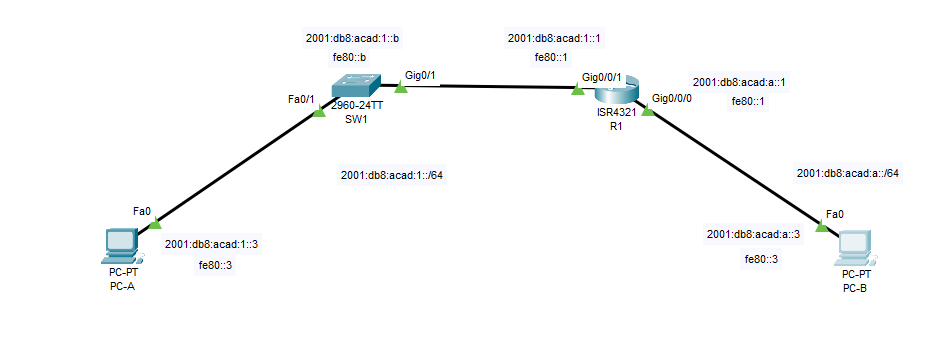 2001:db8:acad:1::b
fe80::b
2001:db8:acad:1::1
fe80::1
Gig0/1
Gig0/0/1
2001:db8:acad:a::1
fe80::1
Fa0/1
2960-24TT
SW1
Gig0/0/0
ISR4321
R1
2001:db8:acad:1::/64
2001:db8:acad:a::/64
Fa0
2001:db8:acad:1::3
fe80::3
PC-PT
PC-A
Fa0
2001:db8:acad:a::3
fe80::3
PC-PT
PC-B